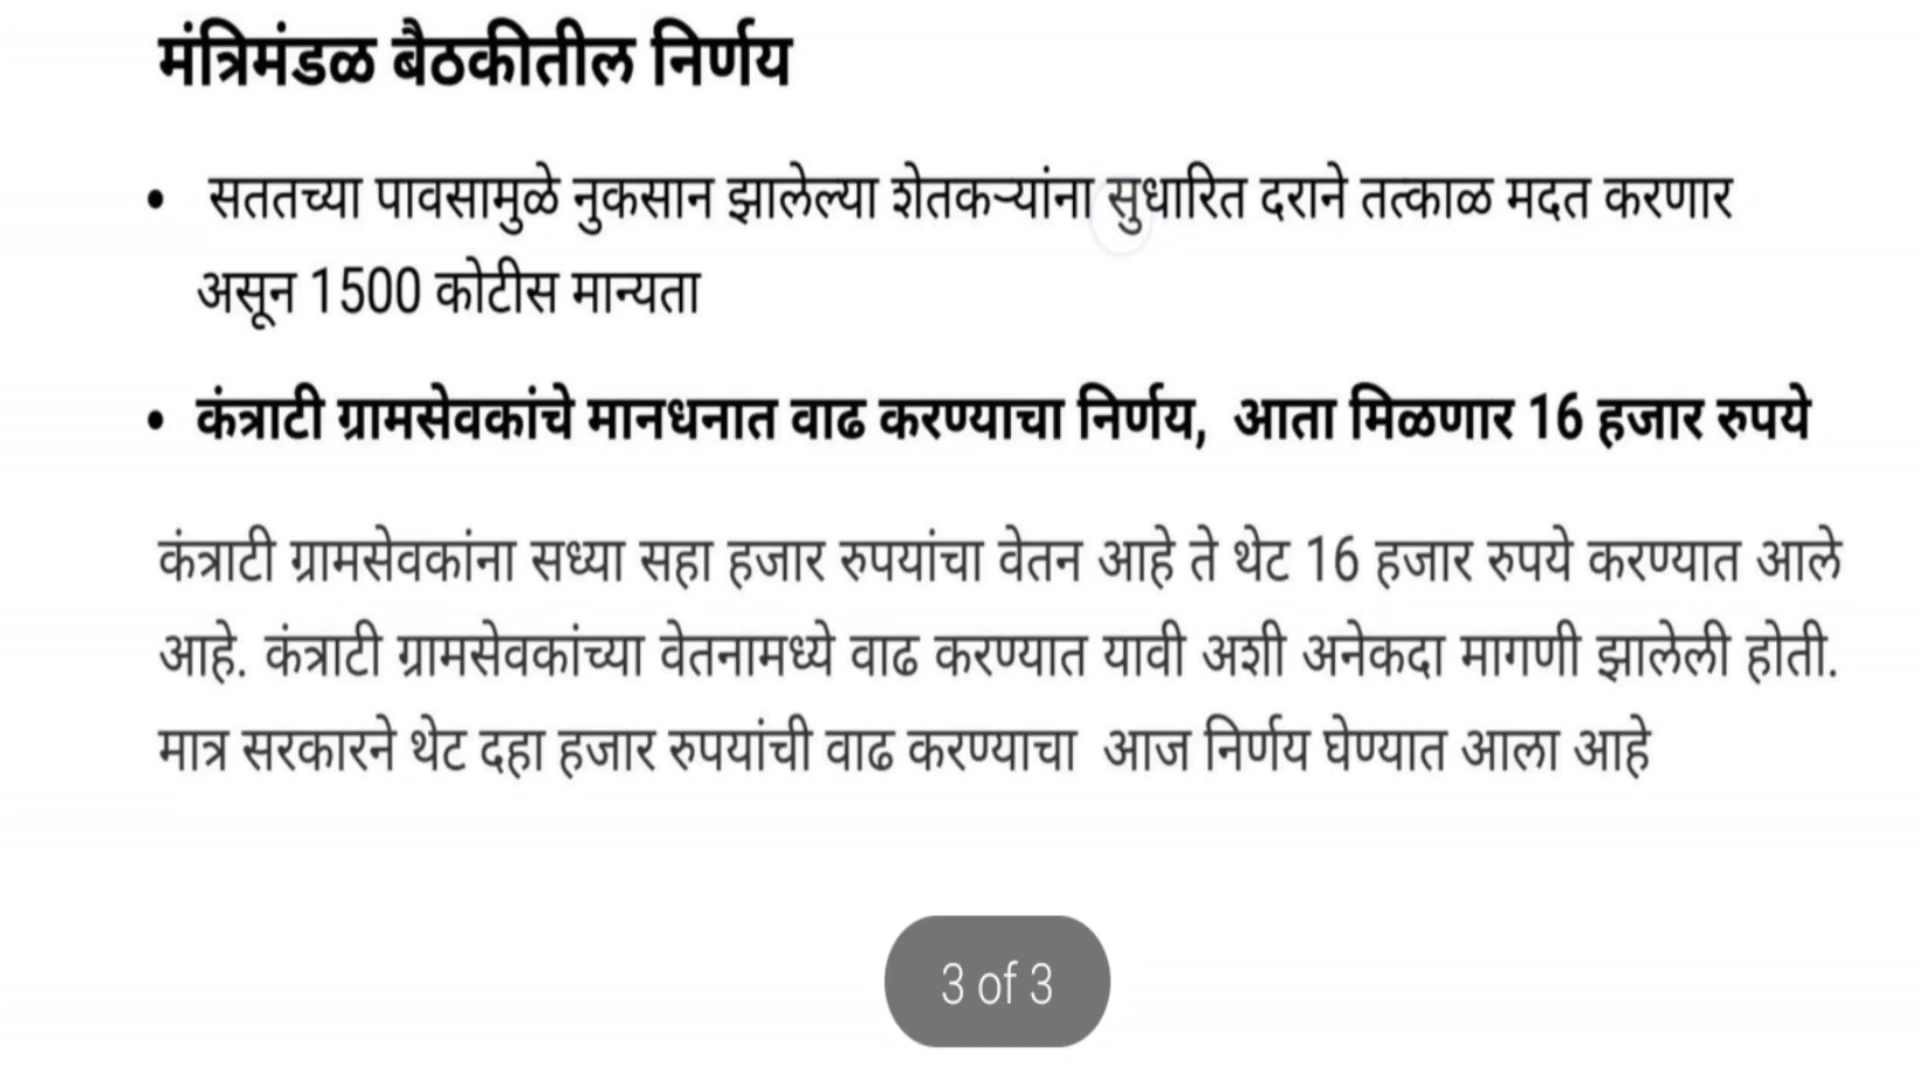 मंत्रिमंडळ बैठकीतील निर्णय
• सततच्या पावसामुळे नुकसान झालेल्या शेतकऱ्यांना सुधारित दराने तत्काळ मदत करणार
असून 1500 कोटीस मान्यता
• कंत्राटी ग्रामसेवकांचे मानधनात वाढ करण्याचा निर्णय, आता मिळणार 16 हजार रुपये
कंत्राटी ग्रामसेवकांना सध्या सहा हजार रुपयांचा वेतन आहे ते थेट 16 हजार रुपये करण्यात आले
आहे. कंत्राटी ग्रामसेवकांच्या वेतनामध्ये वाढ करण्यात यावी अशी अनेकदा मागणी झालेली होती.
मात्र सरकारने थेट दहा हजार रुपयांची वाढ करण्याचा आज निर्णय घेण्यात आला आहे
3 of 3